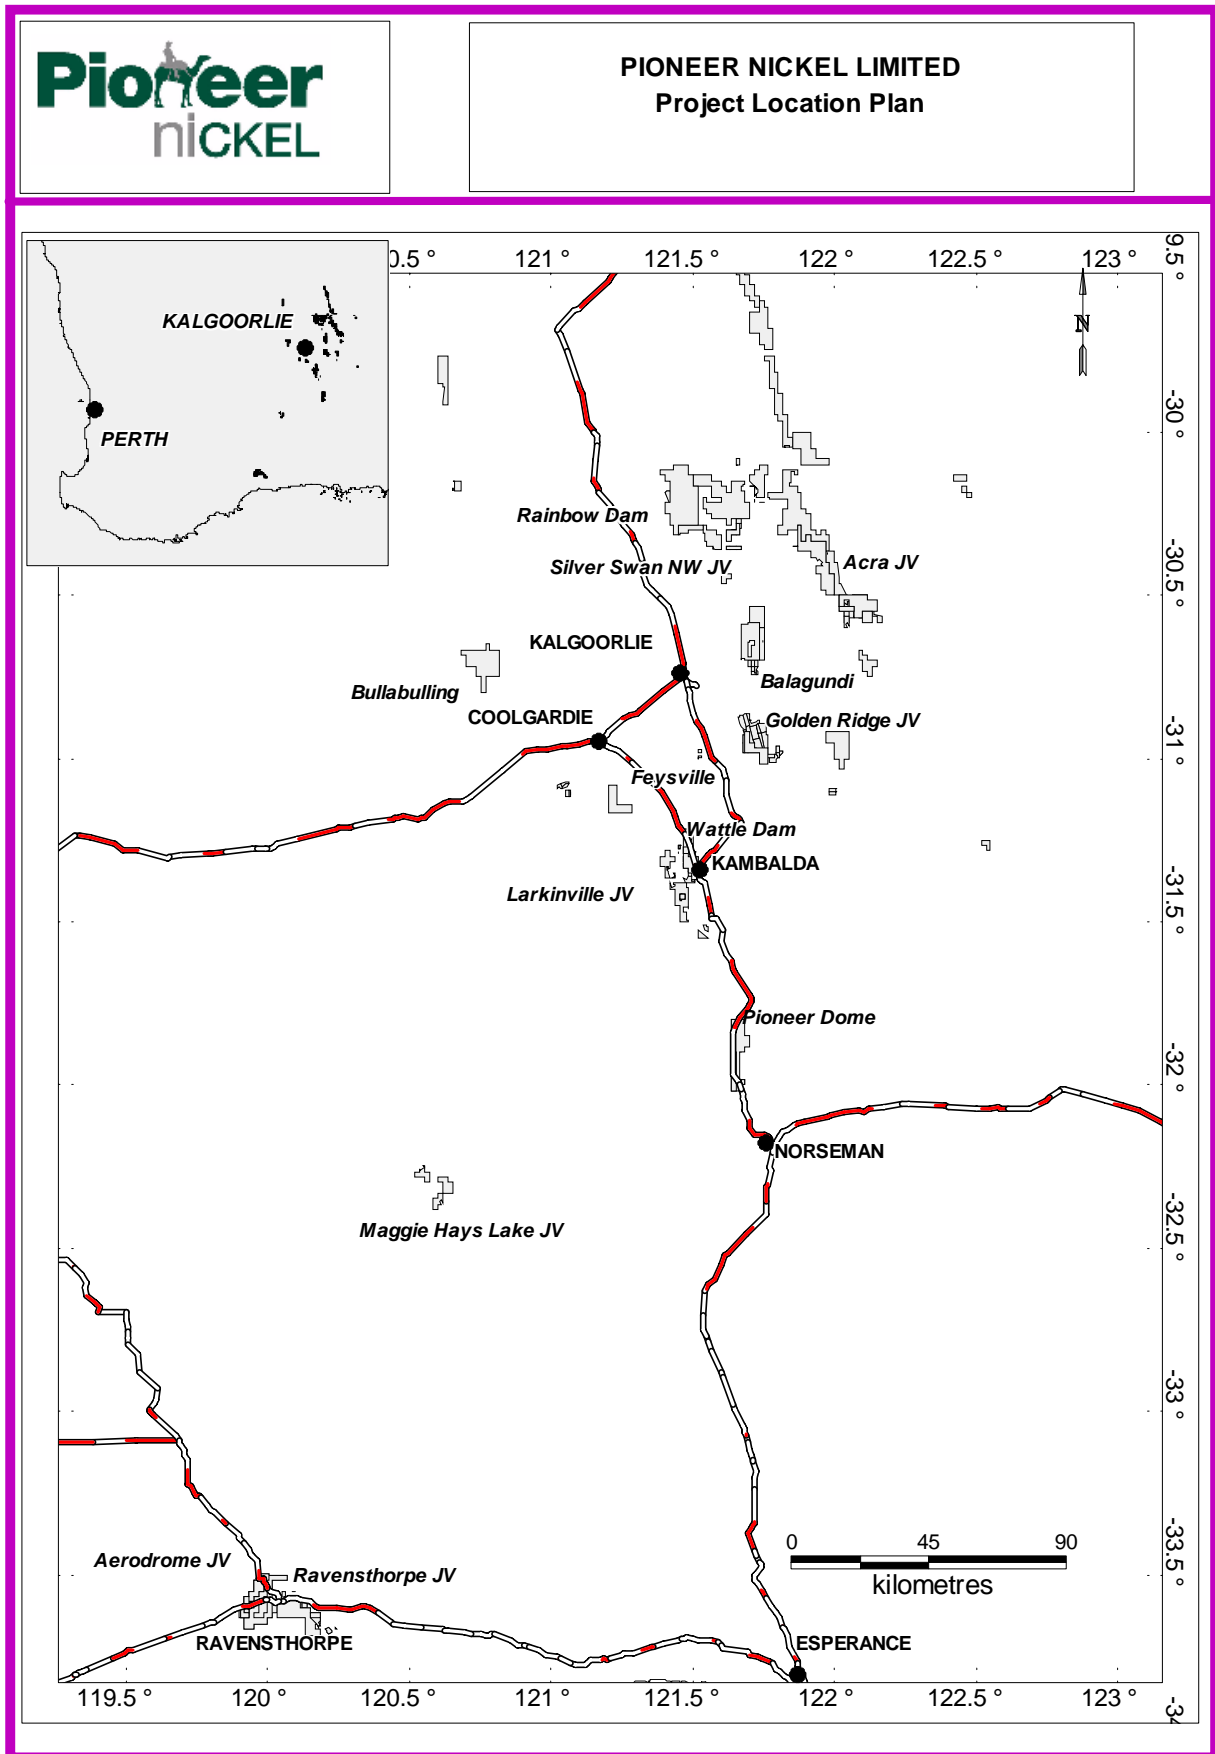 Pioneer
niCKEL
PIONEER NICKEL LIMITED
Project Location Plan
0.5 °
121 °
121.5 °
122 °
122.5 °
123 °
9.5 °
N
KALGOORLIE
PERTH
-30 °
Rainbow Dam
Silver Swan NW JV
Acra JV
-30.5 °
KALGOORLIE
Bullabulling
Balagundi
COOLGARDIE
Golden Ridge JV
-31 °
Feysville
Wattle Dam
KAMBALDA
Larkinville JV
-31.5 °
Pioneer Dome
-32 °
NORSEMAN
Maggie Hays Lake JV
-32.5 °
-33 °
0 45 90
kilometres
-33.5 °
Aerodrome JV
Ravensthorpe JV
RAVENSTHORPE
ESPERANCE
119.5 °
120 °
120.5 °
121 °
121.5 °
122 °
122.5 °
123 °
-34